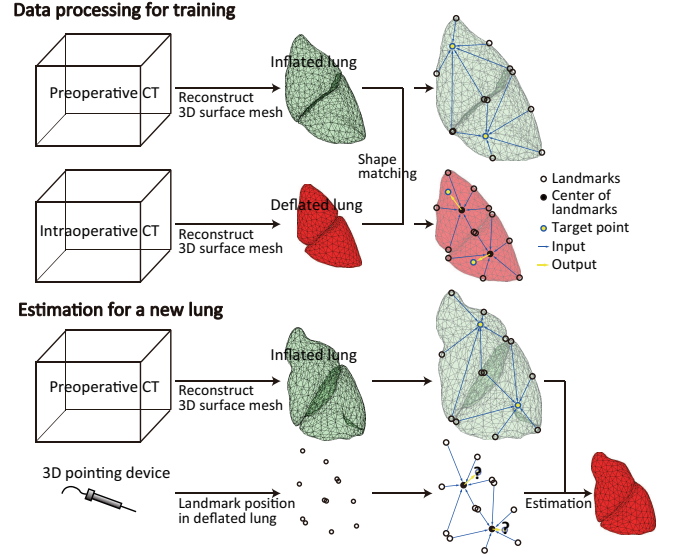 Data processing for training
Preoperative CT
Reconstruct
3D surface mesh
Inflated lung
Shape
matching
Intraoperative CT
Reconstruct
3D surface mesh
Deflated lung
Landmarks
Center of
landmarks
Target point
Input
Output
Estimation for a new lung
Preoperative CT
Reconstruct
3D surface mesh
Inflated lung
3D pointing device
Landmark position
in deflated lung
?
?
Estimation